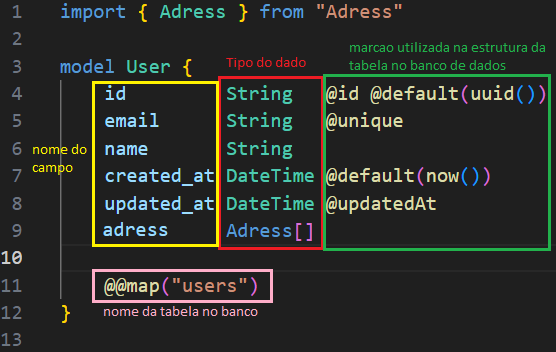 1 import { Adress } from "Adress"
2
marcao utilizada na estrutura da
tabela no banco de dados
3 model User {
Tipo do dado
4 id String @id @default(uuid())
5 email String @unique
nome do
campo
6 name String
7 created_at DateTime @default(now())
8 updated_at DateTime @updatedAt
9 adress Adress[]
10
11 @@map("users")
nome da tabela no banco
12 }
13